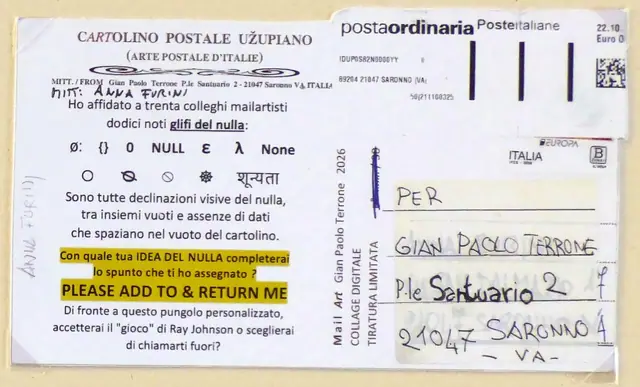 CARTOLINO POSTALE UŽUPIANO
(ARTE POSTALE D'ITALIE)
MITT. / FROM Gian Paolo Terrone P.le Santuario 2 - 21047 Saronno VA ITALIA
MITT: ANNA FURINI
Ho affidato a trenta colleghi mailartisti
dodici noti glifi del nulla:
ø: {} 0 NULL ε λ None
शून्यता
Sono tutte declinazioni visive del nulla,
tra insiemi vuoti e assenze di dati
che spaziano nel vuoto del cartolino.
Con quale tua IDEA DEL NULLA completerai
lo spunto che ti ho assegnato ?
PLEASE ADD TO & RETURN ME
Di fronte a questo pungolo personalizzato,
accetterai il "gioco" di Ray Johnson o sceglierai
di chiamarti fuori?
ANNA FURINI
postaordinaria Posteitaliane
22.10
Euro
89264 21047 SARONNO (VA)
EUROPA
ITALIA
B
Mail Art Gian Paolo Terrone 2026
COLLAGE DIGITALE
TIRATURA LIMITATA
PER
GIAN PAOLO TERRONE
P.le Santuario 2
21047 SARONNO
- VA -